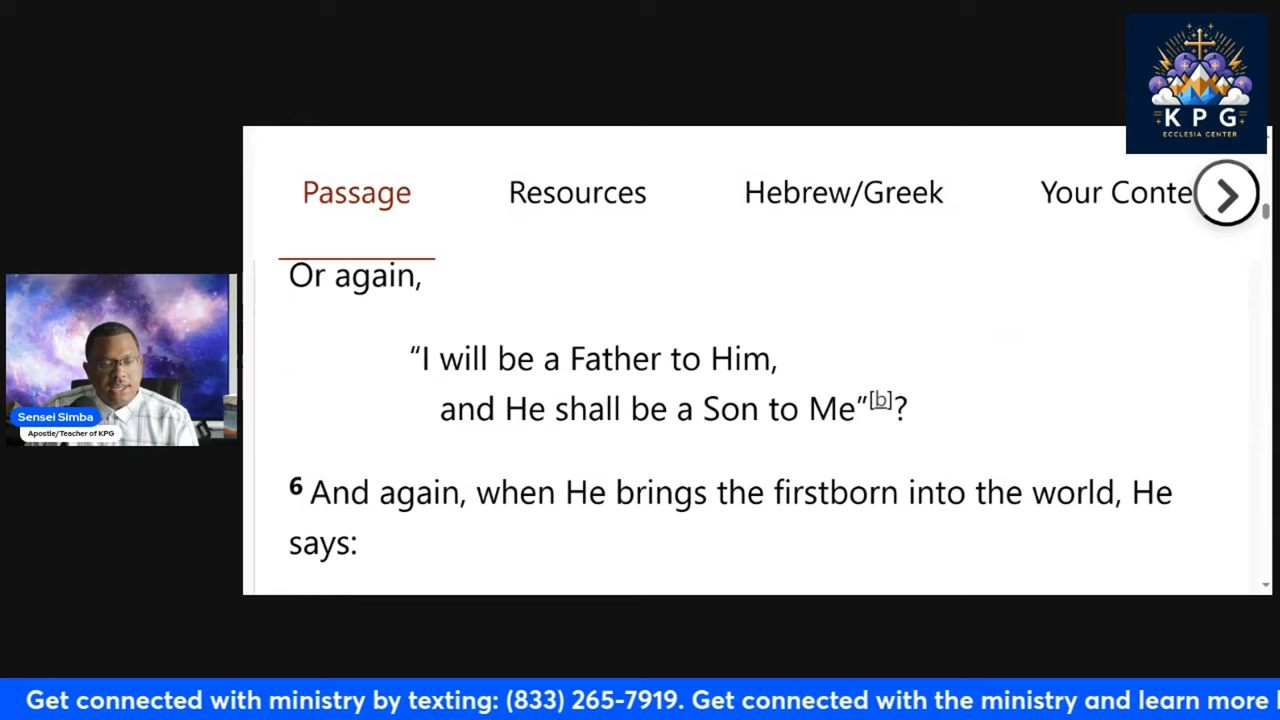 K P G
ECCLESIA CENTER
Passage
Resources
Hebrew/Greek
Your Conte
Or again,
“I will be a Father to Him,
and He shall be a Son to Me”[b]?
6 And again, when He brings the firstborn into the world, He
says:
Sensei Simba
Apostle/Teacher of KPG
Get connected with ministry by texting: (833) 265-7919. Get connected with the ministry and learn more